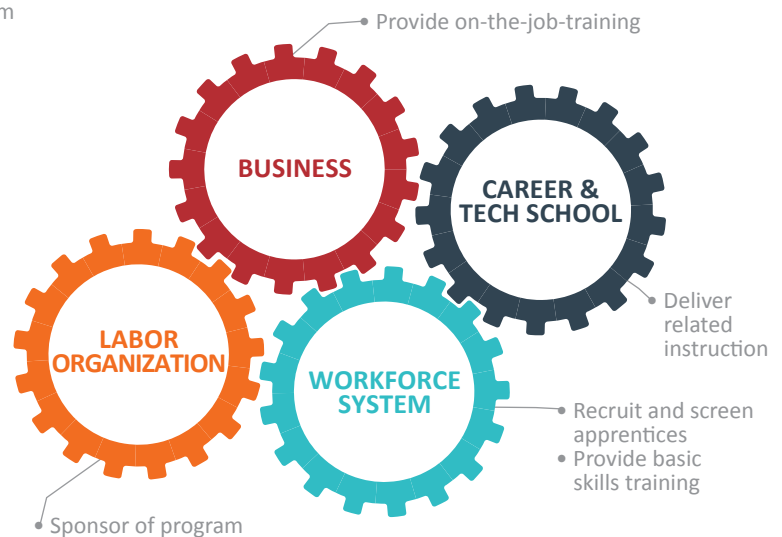 • Provide on-the-job-training
BUSINESS
CAREER &
TECH SCHOOL
• Deliver
related
instruction
LABOR
ORGANIZATION
WORKFORCE
SYSTEM
• Recruit and screen
apprentices
• Provide basic
skills training
• Sponsor of program